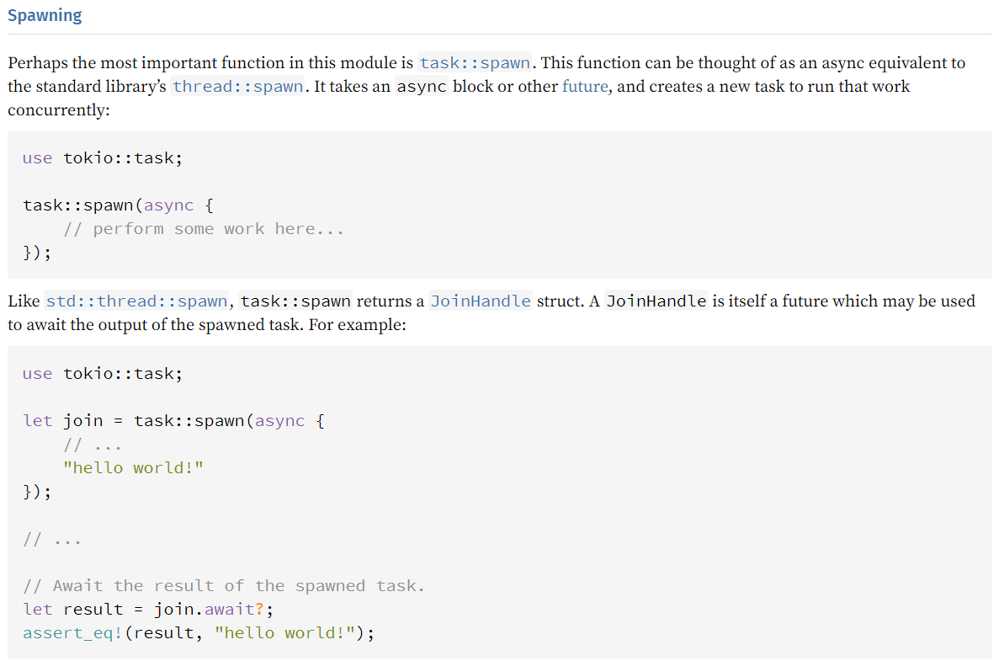 Spawning
Perhaps the most important function in this module is task::spawn. This function can be thought of as an async equivalent to
the standard library’s thread::spawn. It takes an async block or other future, and creates a new task to run that work
concurrently:
use tokio::task;
task::spawn(async {
    // perform some work here...
});
Like std::thread::spawn, task::spawn returns a JoinHandle struct. A JoinHandle is itself a future which may be used
to await the output of the spawned task. For example:
use tokio::task;
let join = task::spawn(async {
    // ...
    "hello world!"
});
// ...
// Await the result of the spawned task.
let result = join.await?;
assert_eq!(result, "hello world!");